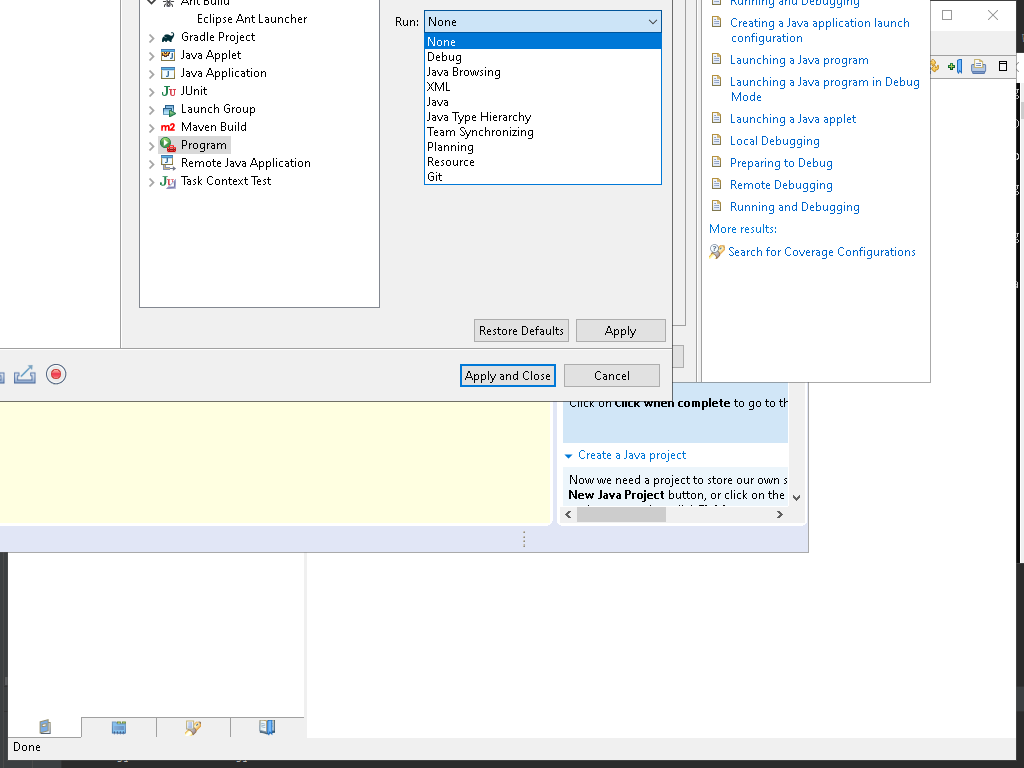 Ant Build
Eclipse Ant Launcher
Gradle Project
Java Applet
Java Application
JUnit
Launch Group
Maven Build
Program
Remote Java Application
Task Context Test
Run:
None
None
Debug
Java Browsing
XML
Java
Java Type Hierarchy
Team Synchronizing
Planning
Resource
Git
Restore Defaults
Apply
Apply and Close
Cancel
Running and Debugging
Creating a Java application launch
configuration
Launching a Java program
Launching a Java program in Debug
Mode
Launching a Java applet
Local Debugging
Preparing to Debug
Remote Debugging
Running and Debugging
More results:
Search for Coverage Configurations
Click on Click when complete to go to th
Create a Java project
Now we need a project to store our own s
New Java Project button, or click on the
Done